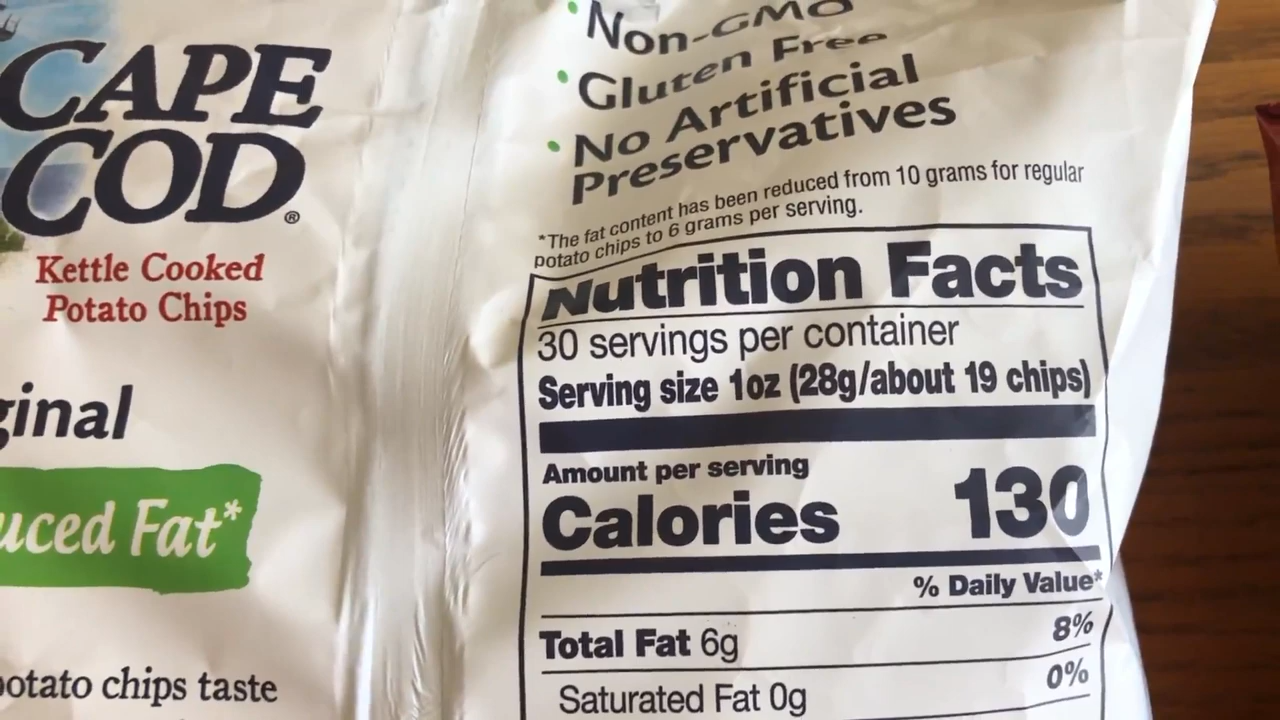 CAPE
COD®
Kettle Cooked
Potato Chips
ginal
uced Fat*
potato chips taste
• Non-GMO
• Gluten Free
• No Artificial
Preservatives
*The fat content has been reduced from 10 grams for regular
potato chips to 6 grams per serving.
Nutrition Facts
30 servings per container
Serving size 1oz (28g/about 19 chips)
Amount per serving
Calories 130
% Daily Value*
Total Fat 6g 8%
Saturated Fat 0g 0%